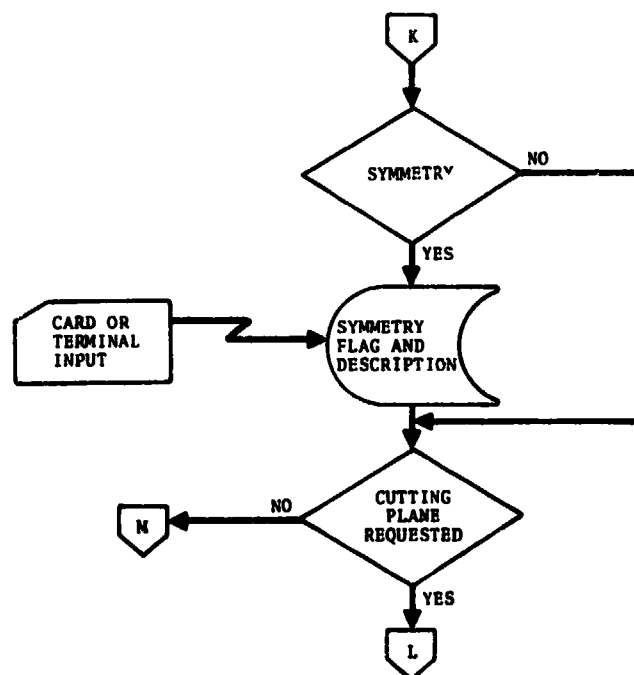 K
SYMMETRY
NO
YES
CARD OR
TERMINAL
INPUT
SYMMETRY
FLAG AND
DESCRIPTION
CUTTING
PLANE
REQUESTED
NO
M
YES
L